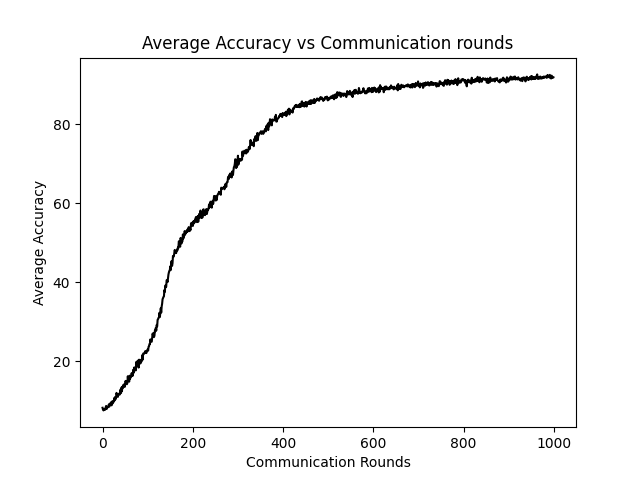 Average Accuracy vs Communication rounds
80
60
40
20
Average Accuracy
0 200 400 600 800 1000
Communication Rounds